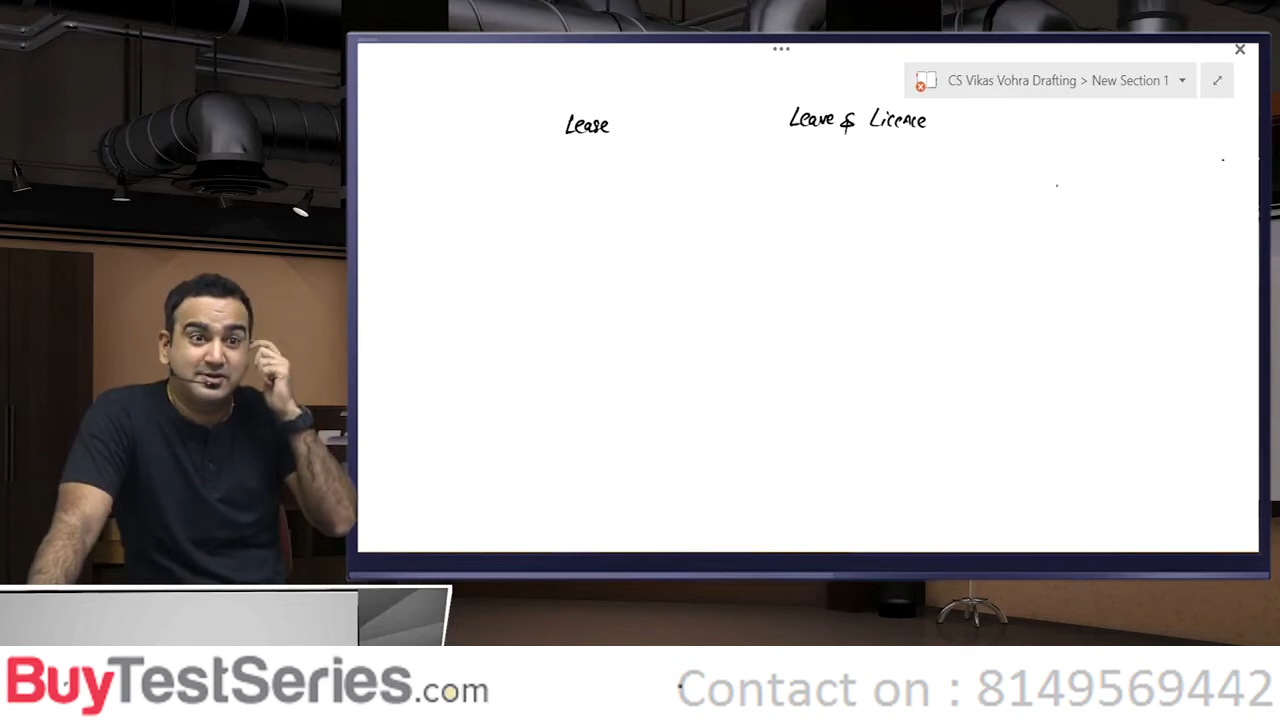 ...
CS Vikas Vohra Drafting > New Section 1
Lease
Leave & Licence
BuyTestSeries.com
Contact on : 8149569442